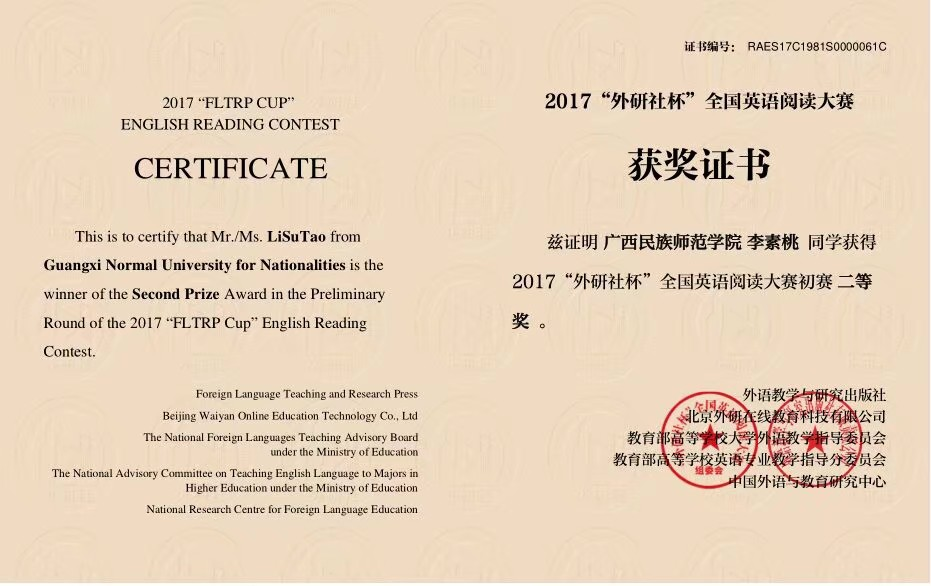 证书编号： RAES17C1981S0000061C
2017 “FLTRP CUP”
ENGLISH READING CONTEST
CERTIFICATE
This is to certify that Mr./Ms. LiSuTao from
Guangxi Normal University for Nationalities is the
winner of the Second Prize Award in the Preliminary
Round of the 2017 “FLTRP Cup” English Reading
Contest.
Foreign Language Teaching and Research Press
Beijing Waiyan Online Education Technology Co., Ltd
The National Foreign Languages Teaching Advisory Board
under the Ministry of Education
The National Advisory Committee on Teaching English Language to Majors in
Higher Education under the Ministry of Education
National Research Centre for Foreign Language Education
2017 “外研社杯” 全国英语阅读大赛
获奖证书
兹证明 广西民族师范学院 李素桃 同学获得
2017 “外研社杯” 全国英语阅读大赛初赛 二等
奖 。
外语教学与研究出版社
北京外研在线教育科技有限公司
教育部高等学校大学外语教学指导委员会
教育部高等学校英语专业教学指导分委员会
中国外语与教育研究中心
组委会